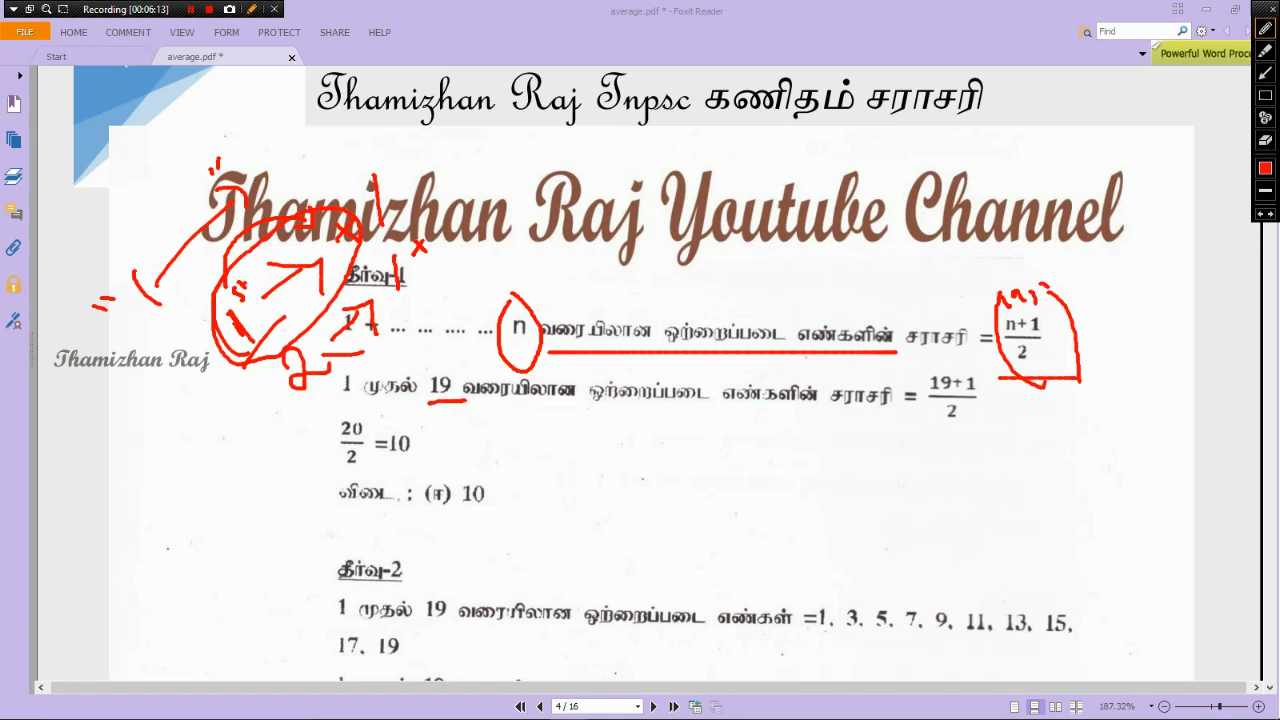 Recording [00:06:13]
average.pdf * - Foxit Reader
FILE HOME COMMENT VIEW FORM PROTECT SHARE HELP
Find
Start average.pdf *
Powerful Word Proc
Thamizhan Raj Tnpsc கணிதம் சராசரி
Thamizhan Raj Youtube Channel
தீர்வு-1
1 + ... ... .... ... n வரையிலான ஒற்றைப்படை எண்களின் சராசரி = n+1/2
Thamizhan Raj
1 முதல் 19 வரையிலான ஒற்றைப்படை எண்களின் சராசரி = 19+1/2
20/2 =10
விடை : (ஈ) 10
தீர்வு-2
1 முதல் 19 வரையிலான ஒற்றைப்படை எண்கள் =1, 3, 5, 7, 9, 11, 13, 15,
17, 19
4 / 16
187.32%